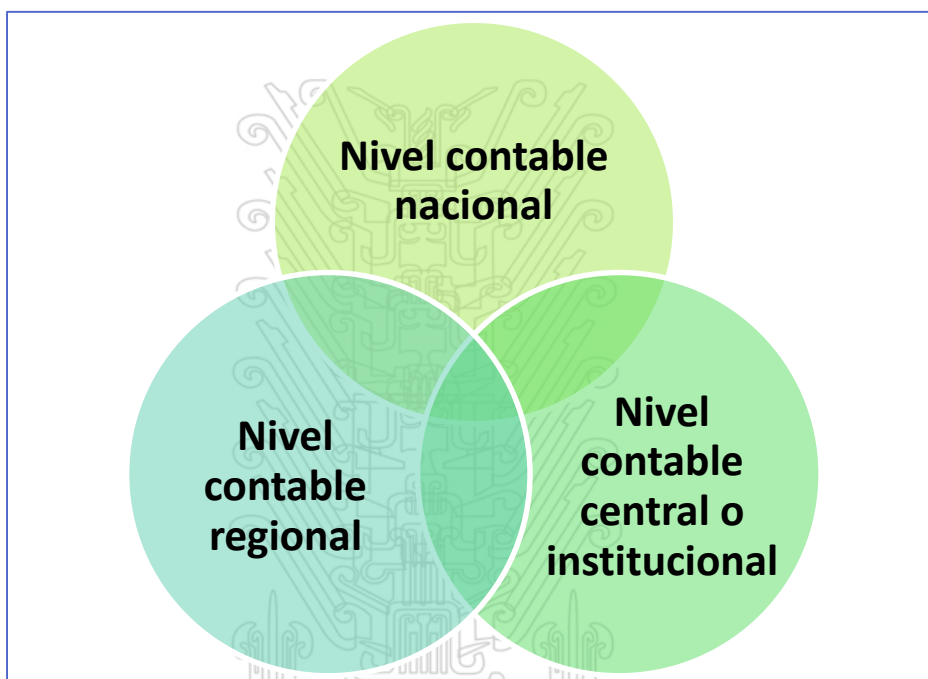 Nivel contable
nacional
Nivel
contable
regional
Nivel
contable
central o
institucional